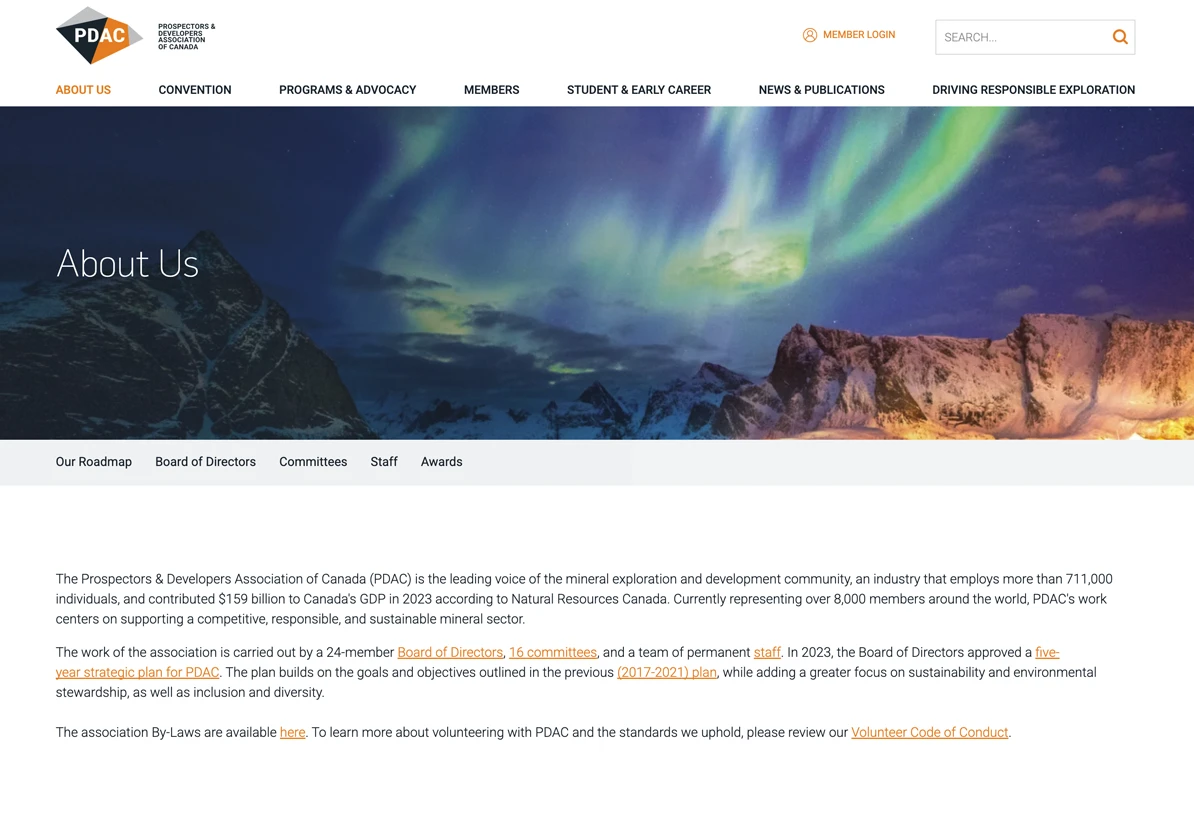 PDAC
PROSPECTORS &
DEVELOPERS
ASSOCIATION
OF CANADA
MEMBER LOGIN
SEARCH...
ABOUT US
CONVENTION
PROGRAMS & ADVOCACY
MEMBERS
STUDENT & EARLY CAREER
NEWS & PUBLICATIONS
DRIVING RESPONSIBLE EXPLORATION
About Us
Our Roadmap
Board of Directors
Committees
Staff
Awards
The Prospectors & Developers Association of Canada (PDAC) is the leading voice of the mineral exploration and development community, an industry that employs more than 711,000
individuals, and contributed $159 billion to Canada's GDP in 2023 according to Natural Resources Canada. Currently representing over 8,000 members around the world, PDAC's work
centers on supporting a competitive, responsible, and sustainable mineral sector.
The work of the association is carried out by a 24-member Board of Directors, 16 committees, and a team of permanent staff. In 2023, the Board of Directors approved a five-
year strategic plan for PDAC. The plan builds on the goals and objectives outlined in the previous (2017-2021) plan, while adding a greater focus on sustainability and environmental
stewardship, as well as inclusion and diversity.
The association By-Laws are available here. To learn more about volunteering with PDAC and the standards we uphold, please review our Volunteer Code of Conduct.